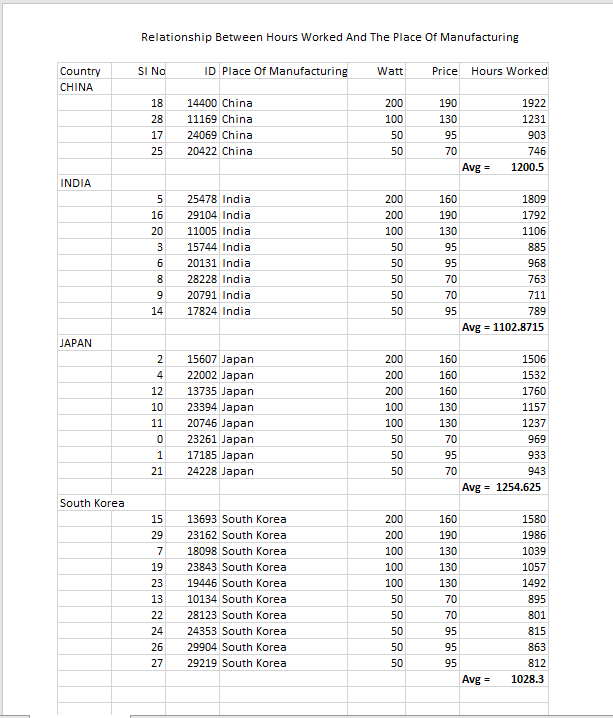 Relationship Between Hours Worked And The Place Of Manufacturing
Country SI No ID Place Of Manufacturing Watt Price Hours Worked
CHINA
18 14400 China 200 190 1922
28 11169 China 100 130 1231
17 24069 China 50 95 903
25 20422 China 50 70 746
Avg = 1200.5
INDIA
5 25478 India 200 160 1809
16 29104 India 200 190 1792
20 11005 India 100 130 1106
3 15744 India 50 95 885
6 20131 India 50 95 968
8 28228 India 50 70 763
9 20791 India 50 70 711
14 17824 India 50 95 789
Avg = 1102.8715
JAPAN
2 15607 Japan 200 160 1506
4 22002 Japan 200 160 1532
12 13735 Japan 200 160 1760
10 23394 Japan 100 130 1157
11 20746 Japan 100 130 1237
0 23261 Japan 50 70 969
1 17185 Japan 50 95 933
21 24228 Japan 50 70 943
Avg = 1254.625
South Korea
15 13693 South Korea 200 160 1580
29 23162 South Korea 200 190 1986
7 18098 South Korea 100 130 1039
19 23843 South Korea 100 130 1057
23 19446 South Korea 100 130 1492
13 10134 South Korea 50 70 895
22 28123 South Korea 50 70 801
24 24353 South Korea 50 95 815
26 29904 South Korea 50 95 863
27 29219 South Korea 50 95 812
Avg = 1028.3